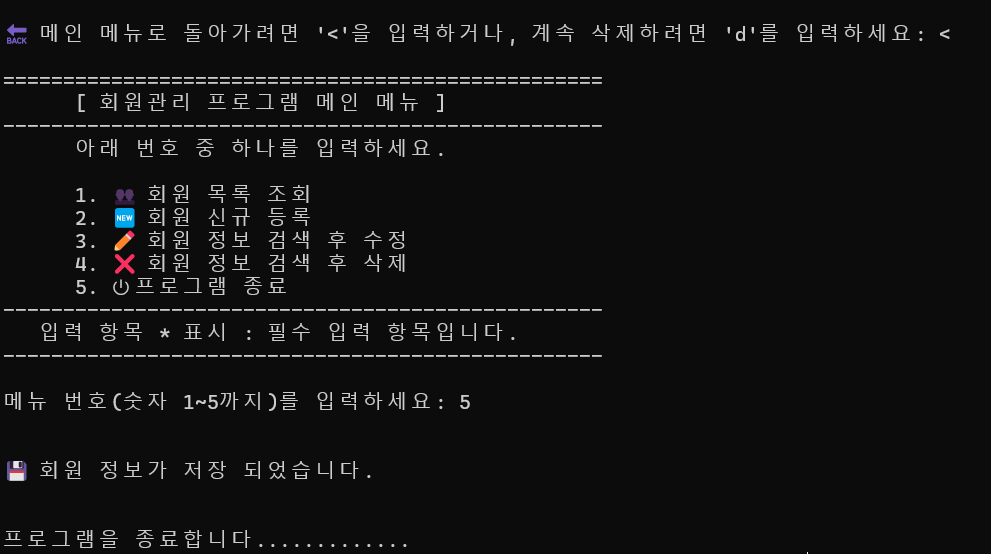 🔙 메인 메뉴로 돌아가려면 '<'을 입력하거나, 계속 삭제하려면 'd'를 입력하세요: <
==================================================
[ 회원관리 프로그램 메인 메뉴 ]
--------------------------------------------------
아래 번호 중 하나를 입력하세요.
1. 👥 회원 목록 조회
2. 🆕 회원 신규 등록
3. ✏️ 회원 정보 검색 후 수정
4. ❌ 회원 정보 검색 후 삭제
5. ⏻프로그램 종료
--------------------------------------------------
입력 항목 * 표시 : 필수 입력 항목입니다.
--------------------------------------------------
메뉴 번호(숫자 1~5까지)를 입력하세요: 5
💾 회원 정보가 저장 되었습니다.
프로그램을 종료합니다.............